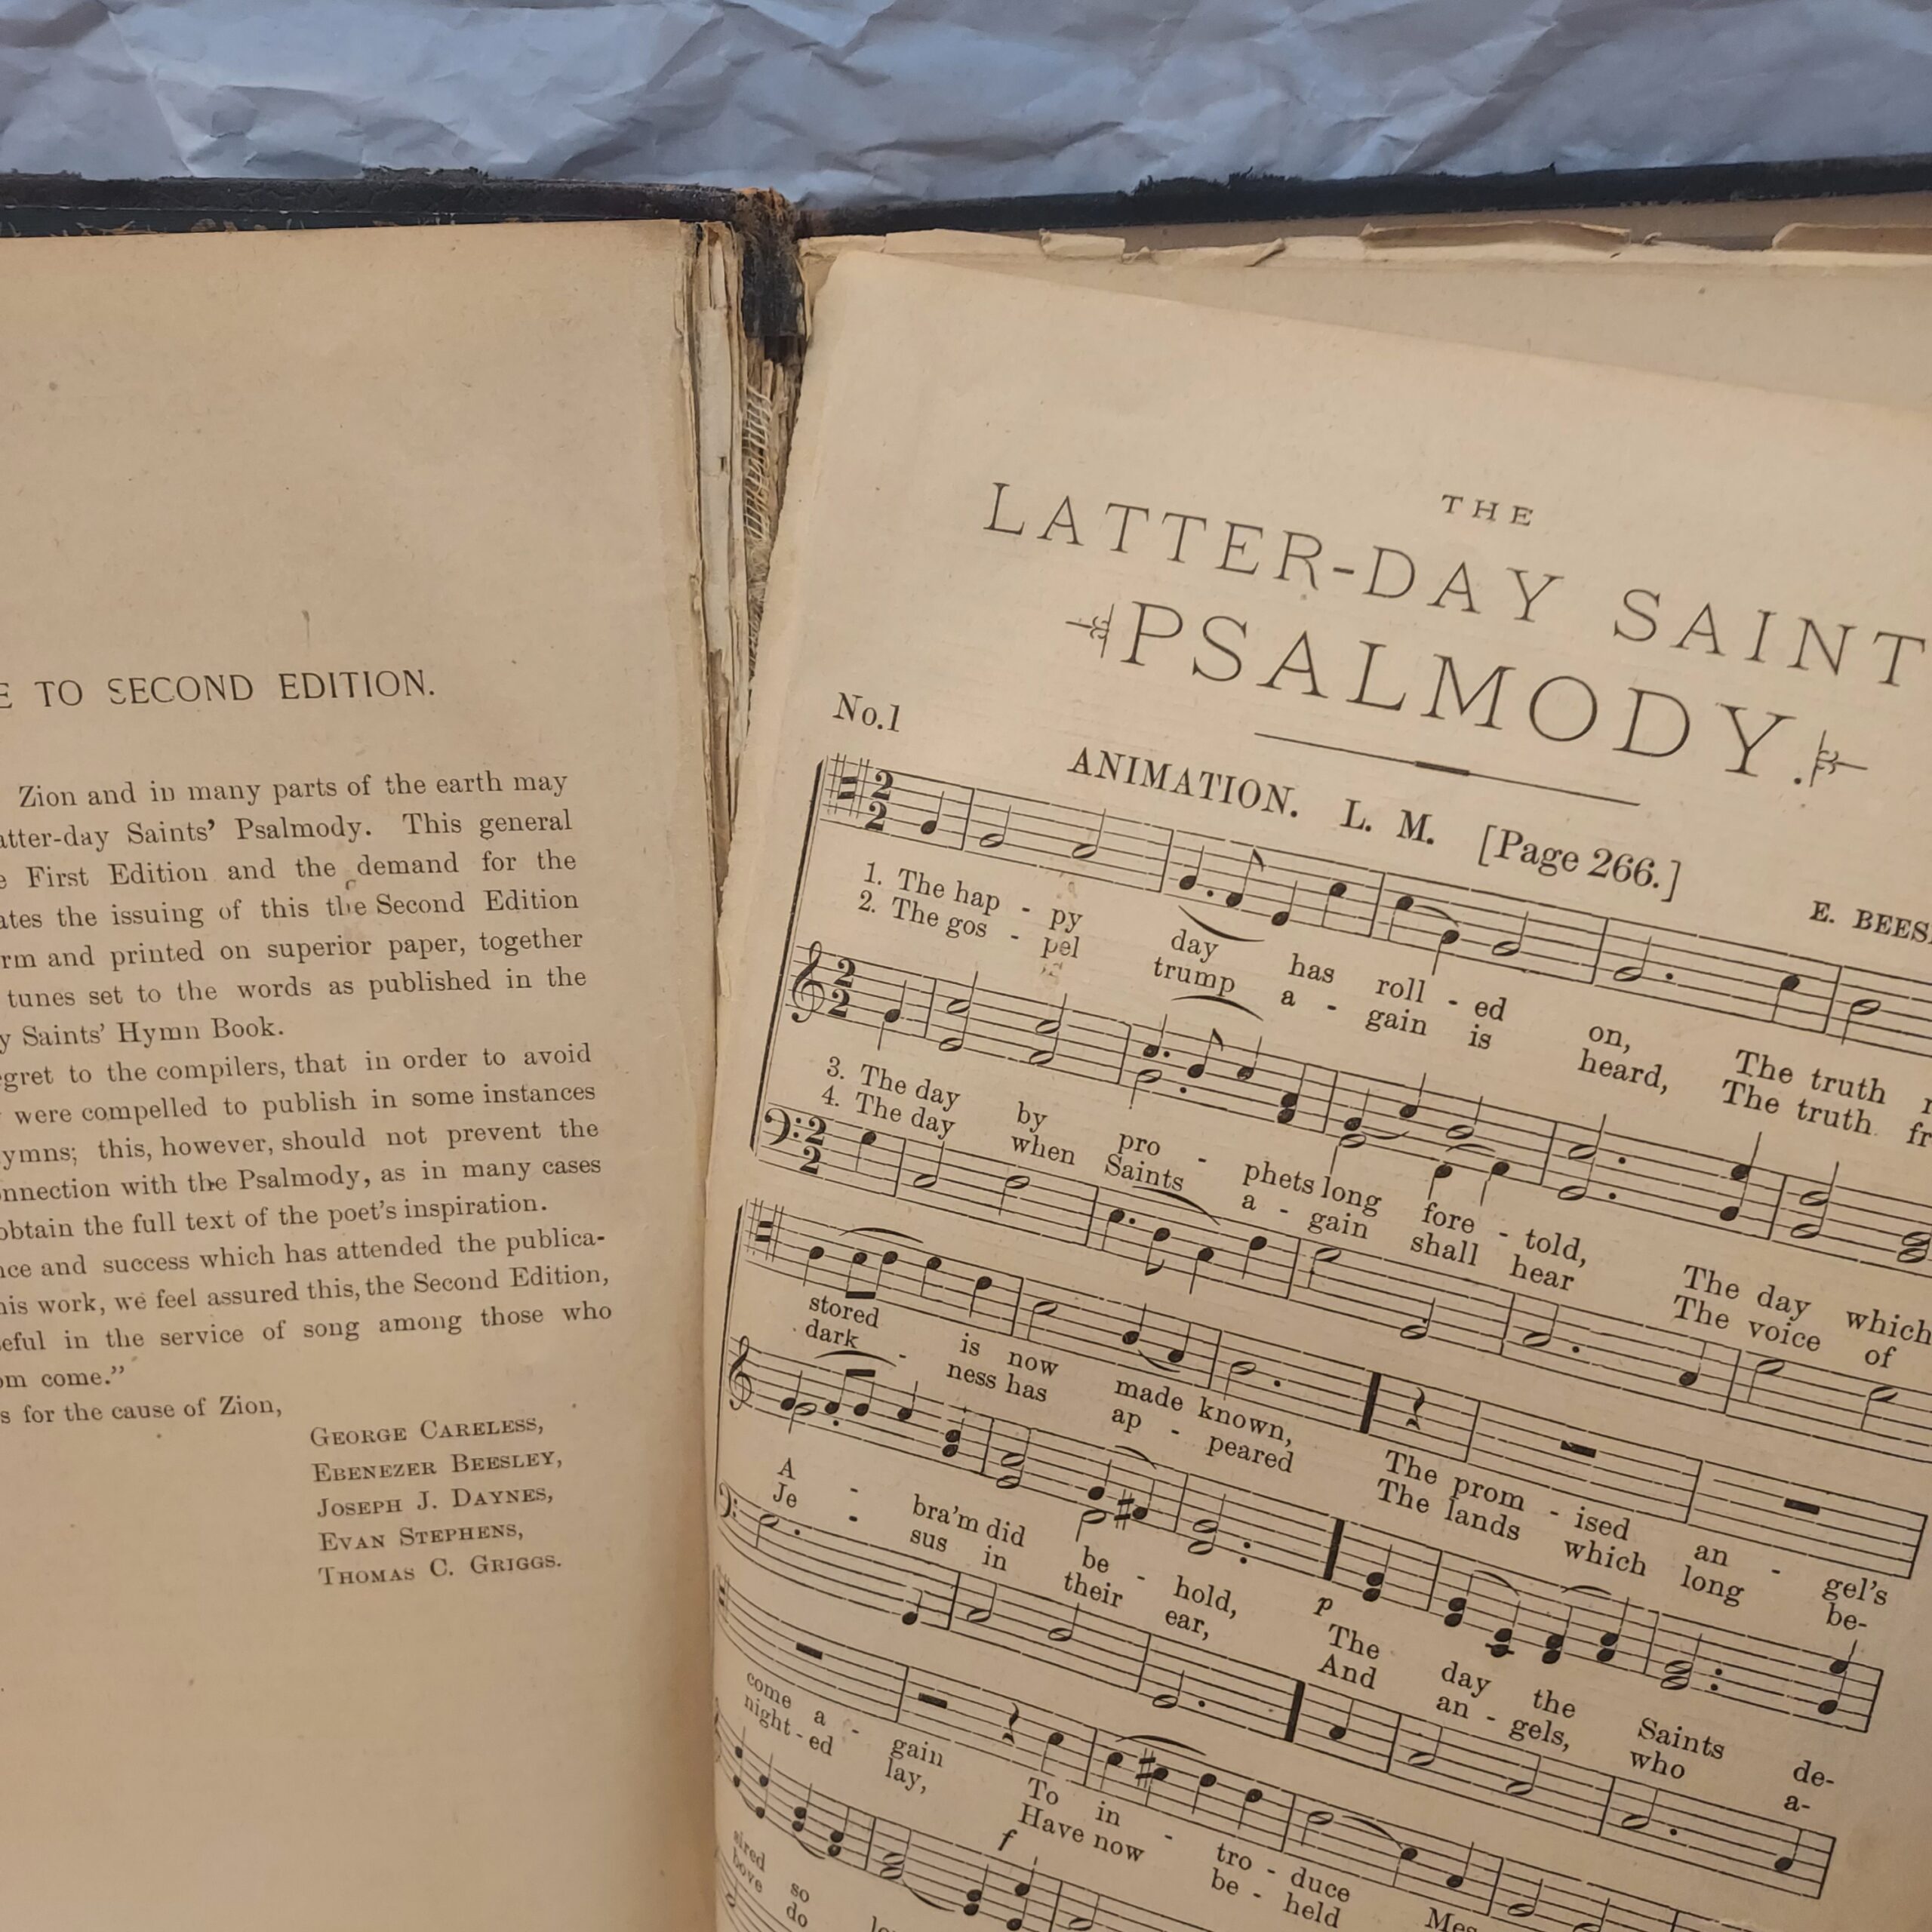 TO SECOND EDITION.
Zion and in many parts of the earth may
atter-day Saints' Psalmody. This general
First Edition and the demand for the
ates the issuing of this the Second Edition
rm and printed on superior paper, together
tunes set to the words as published in the
y Saints' Hymn Book.
egret to the compilers, that in order to avoid
were compelled to publish in some instances
ymns; this, however, should not prevent the
nnection with the Psalmody, as in many cases
obtain the full text of the poet's inspiration.
nce and success which has attended the publica-
his work, we feel assured this, the Second Edition,
eful in the service of song among those who
om come."
s for the cause of Zion,
GEORGE CARELESS,
EBENEZER BEESLEY,
JOSEPH J. DAYNES,
EVAN STEPHENS,
THOMAS C. GRIGGS.
THE
LATTER-DAY SAINT
PSALMODY.
No.1
ANIMATION. L. M. [Page 266.]
E. BEES
1. The hap - py day has roll - ed on, The truth
2. The gos - pel trump a - gain is heard, The truth fr
3. The day by pro - phets long fore - told, The day which
4. The day when Saints a - gain shall hear The voice of
stored is now made known, The prom - ised an - gel's
dark - ness has ap - peared The lands which long be-
A - bra'm did be - hold, The day the Saints de-
Je - sus in their ear, And an - gels, who a-
p
come a - gain To in - tro - duce Mes
night - ed lay, Have now be - held
f
sired so
bove do